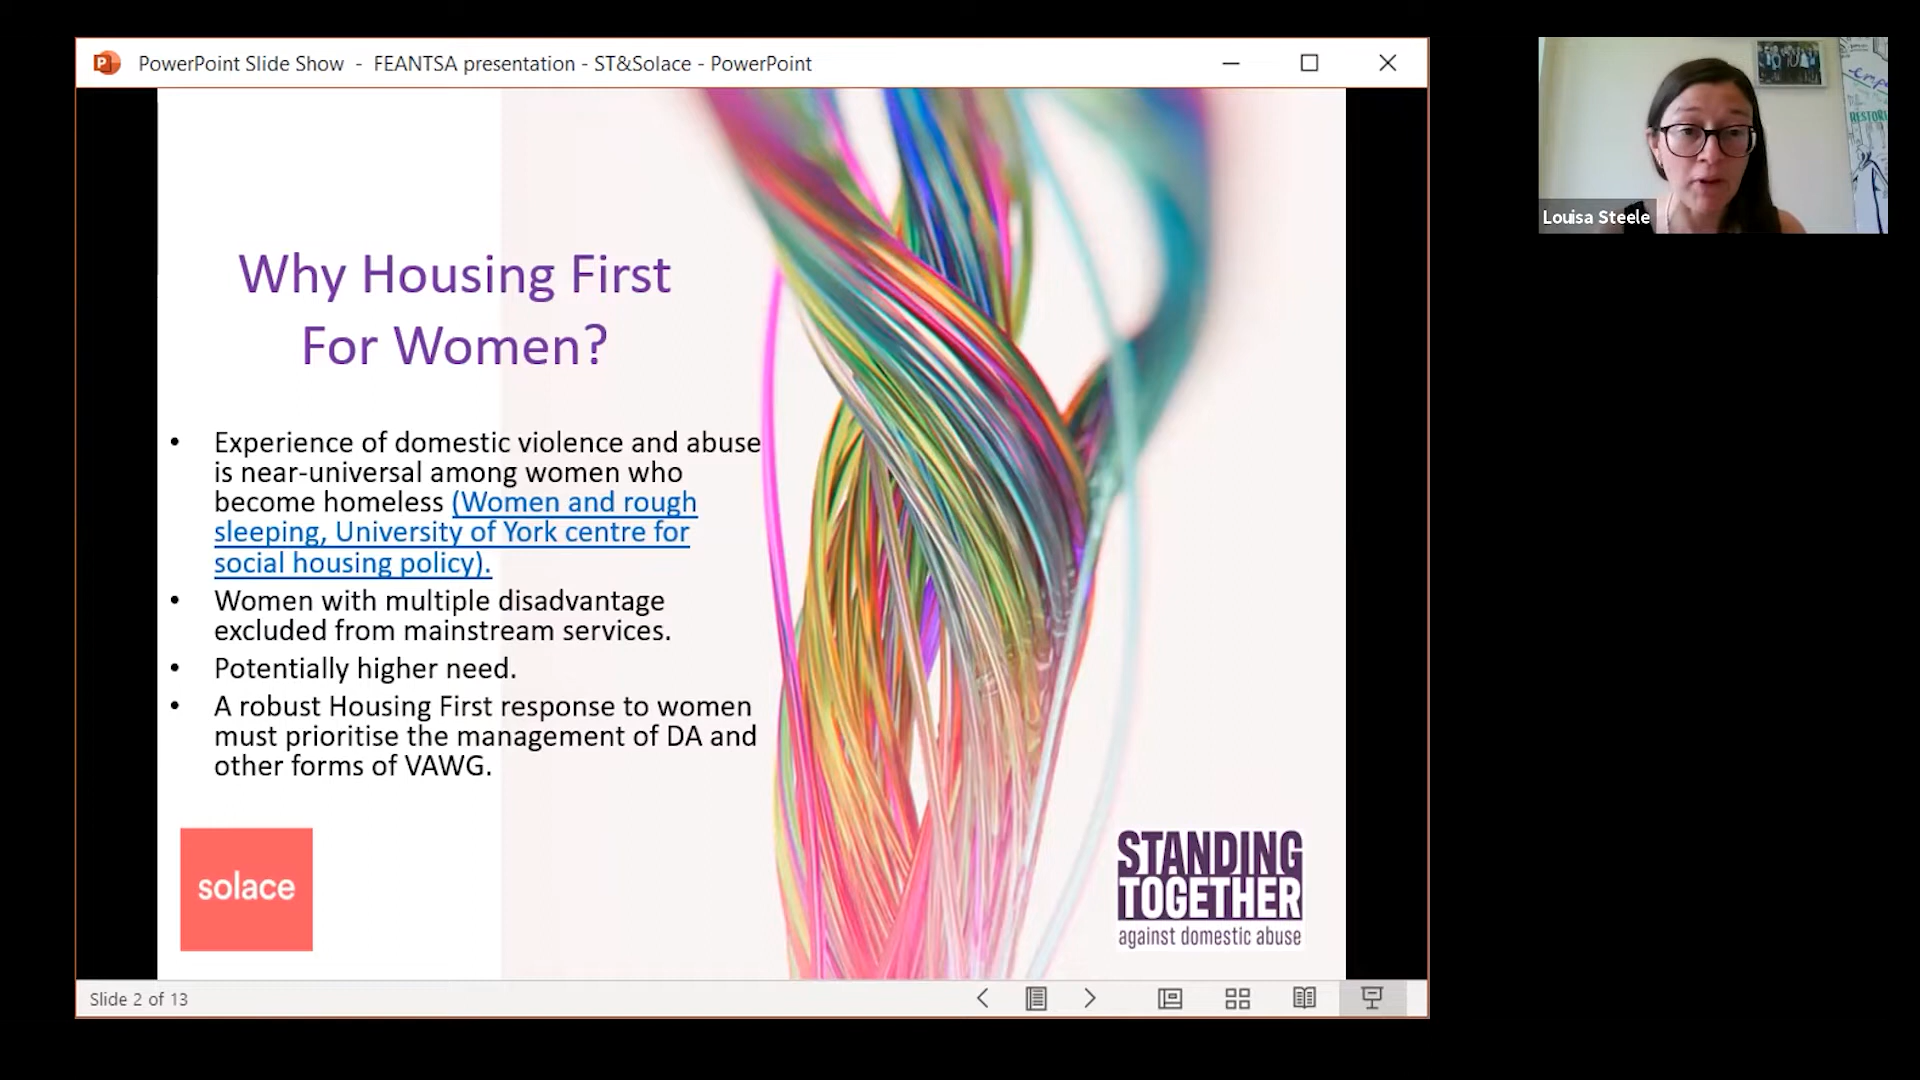 PowerPoint Slide Show - FEANTSA presentation - ST&Solace - PowerPoint
Why Housing First
For Women?
• Experience of domestic violence and abuse
is near-universal among women who
become homeless (Women and rough
sleeping, University of York centre for
social housing policy).
• Women with multiple disadvantage
excluded from mainstream services.
• Potentially higher need.
• A robust Housing First response to women
must prioritise the management of DA and
other forms of VAWG.
solace
STANDING
TOGETHER
against domestic abuse
Slide 2 of 13
Louisa Steele